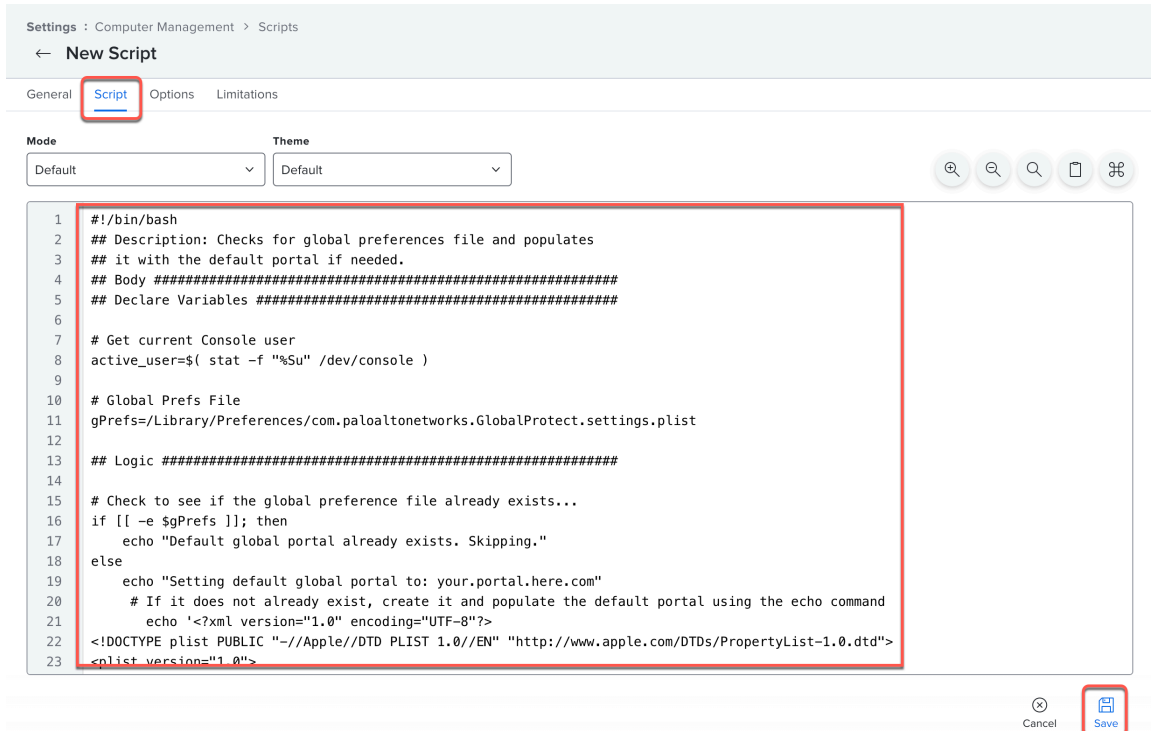 Settings : Computer Management > Scripts
← New Script
General Script Options Limitations
Mode Theme
Default Default
1 #!/bin/bash
2 ## Description: Checks for global preferences file and populates
3 ## it with the default portal if needed.
4 ## Body ###########################################################
5 ## Declare Variables ##############################################
6
7 # Get current Console user
8 active_user=$( stat -f "%Su" /dev/console )
9
10 # Global Prefs File
11 gPrefs=/Library/Preferences/com.paloaltonetworks.GlobalProtect.settings.plist
12
13 ## Logic ##########################################################
14
15 # Check to see if the global preference file already exists...
16 if [[ -e $gPrefs ]]; then
17     echo "Default global portal already exists. Skipping."
18 else
19     echo "Setting default global portal to: your.portal.here.com"
20      # If it does not already exist, create it and populate the default portal using the echo command
21        echo '<?xml version="1.0" encoding="UTF-8"?>
22 <!DOCTYPE plist PUBLIC "-//Apple//DTD PLIST 1.0//EN" "http://www.apple.com/DTDs/PropertyList-1.0.dtd">
23 <plist version="1.0">
Cancel Save